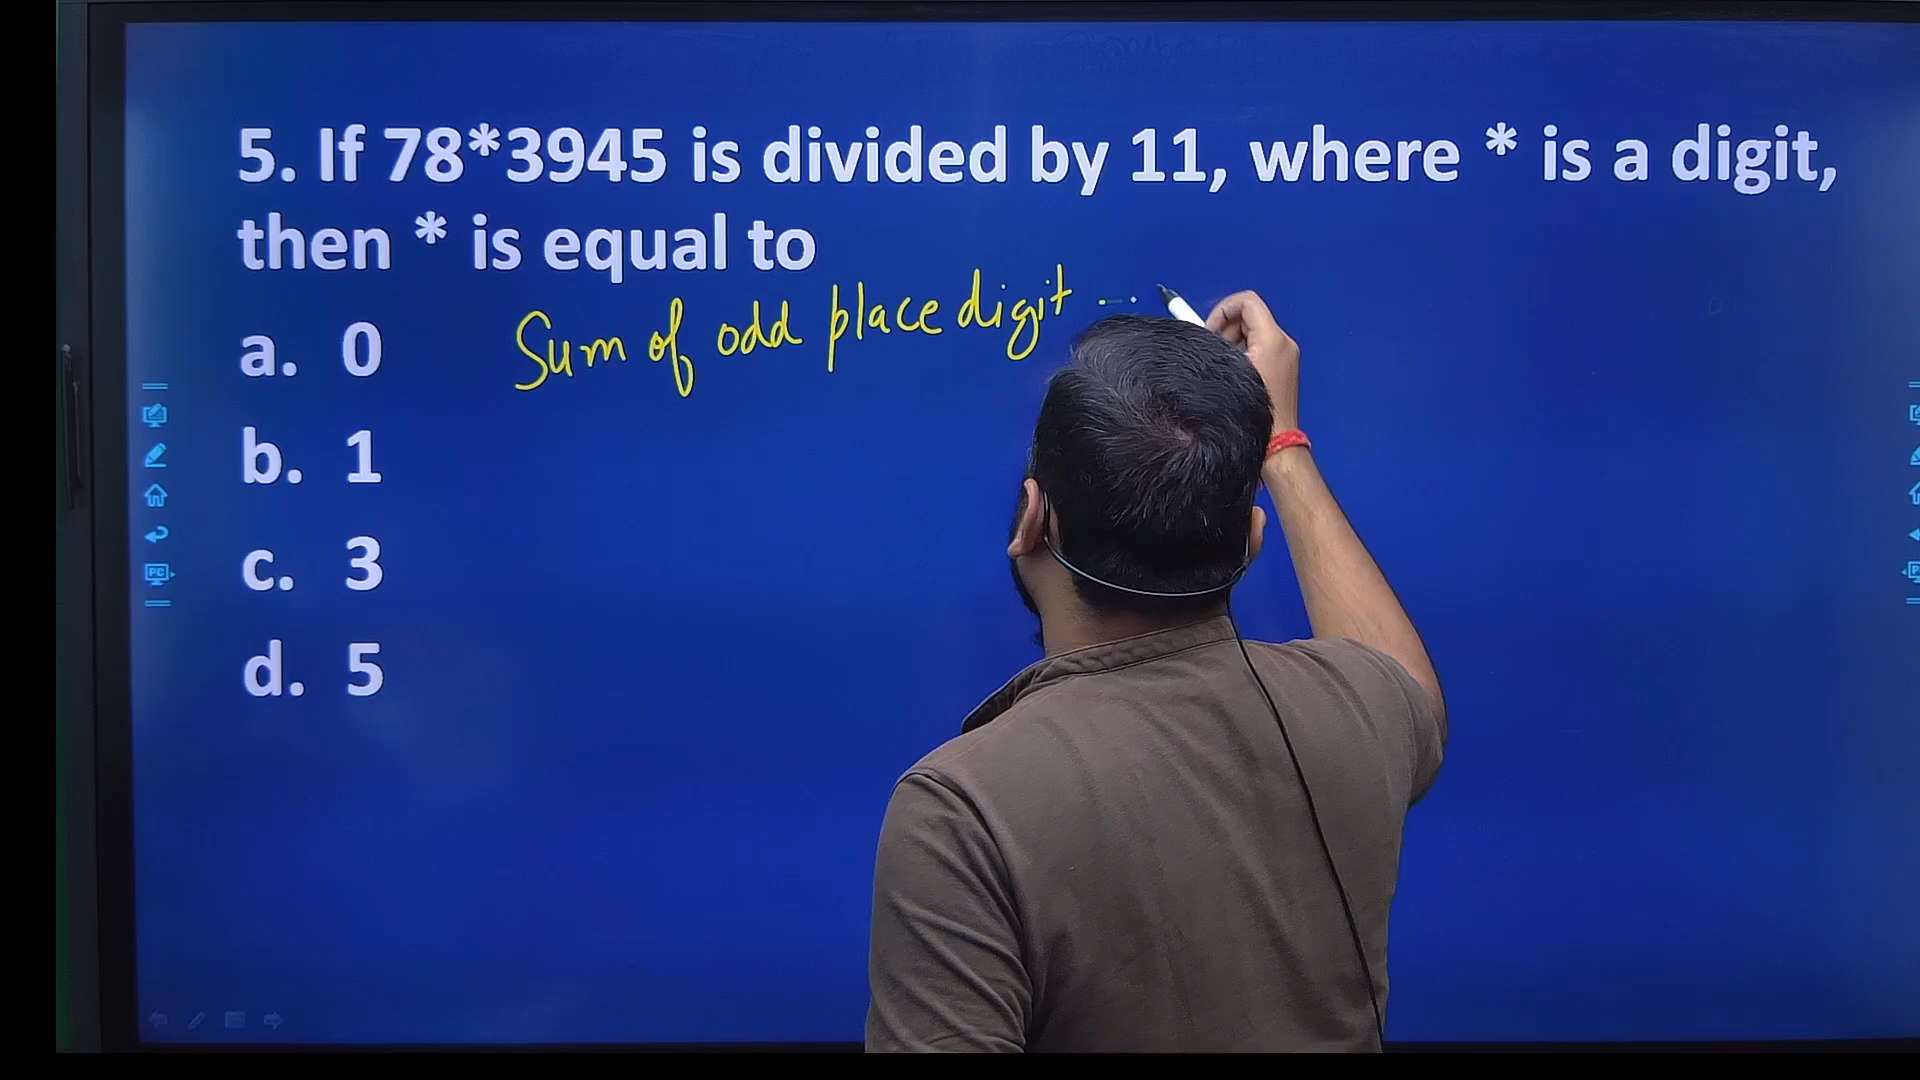 5. If 78*3945 is divided by 11, where * is a digit,
then * is equal to
Sum of odd place digit -
a. 0
b. 1
c. 3
d. 5
PC